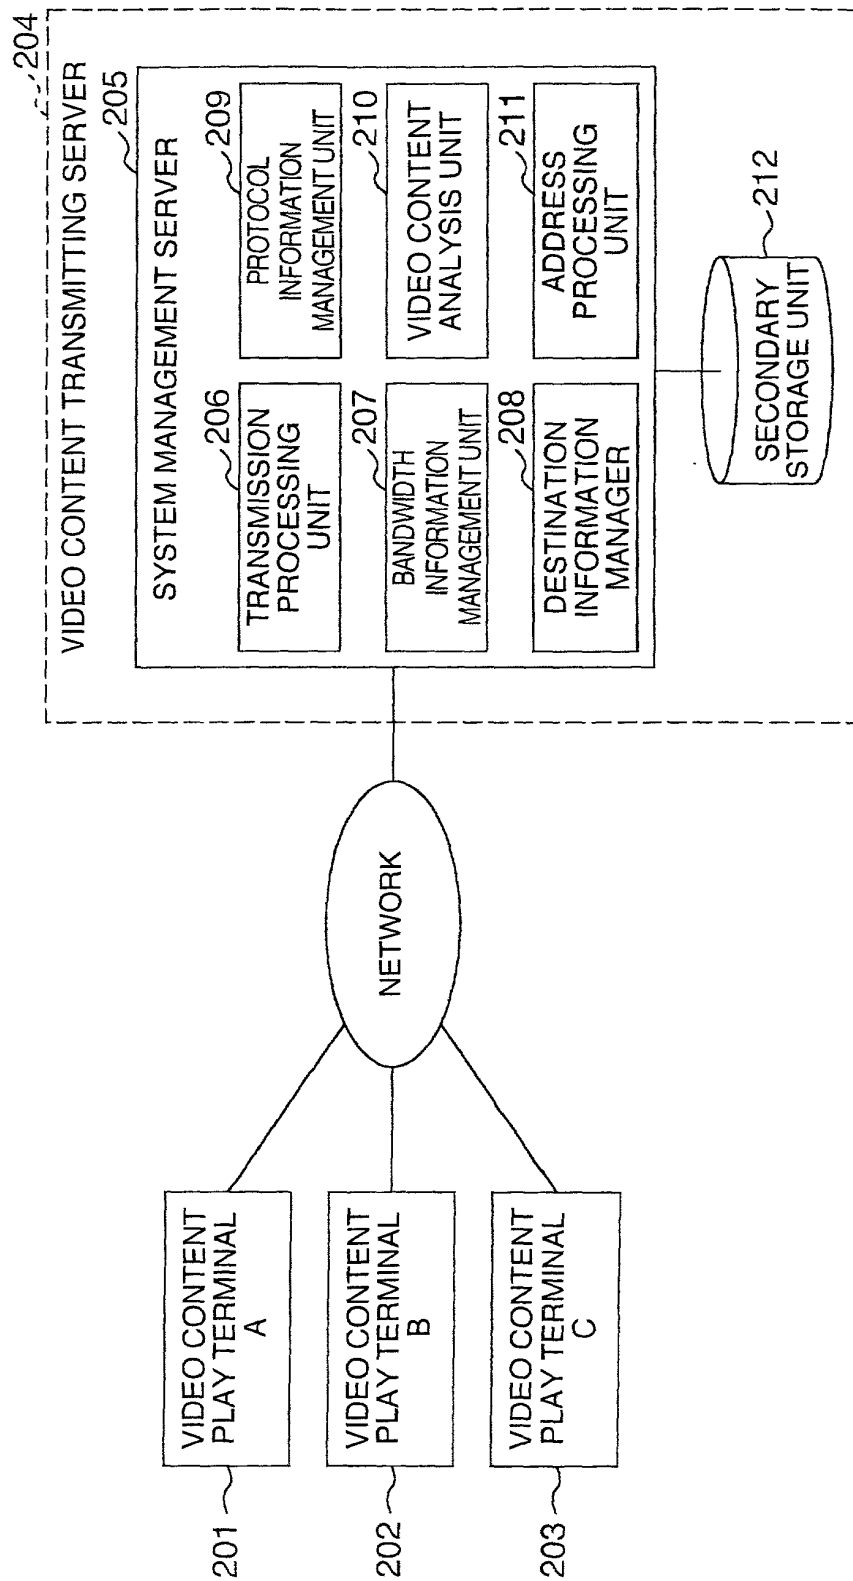 204
VIDEO CONTENT TRANSMITTING SERVER
205
SYSTEM MANAGEMENT SERVER
206
TRANSMISSION
PROCESSING
UNIT
209
PROTOCOL
INFORMATION
MANAGEMENT UNIT
207
BANDWIDTH
INFORMATION
MANAGEMENT UNIT
210
VIDEO CONTENT
ANALYSIS UNIT
208
DESTINATION
INFORMATION
MANAGER
211
ADDRESS
PROCESSING
UNIT
212
SECONDARY
STORAGE UNIT
NETWORK
201
VIDEO CONTENT
PLAY TERMINAL
A
202
VIDEO CONTENT
PLAY TERMINAL
B
203
VIDEO CONTENT
PLAY TERMINAL
C